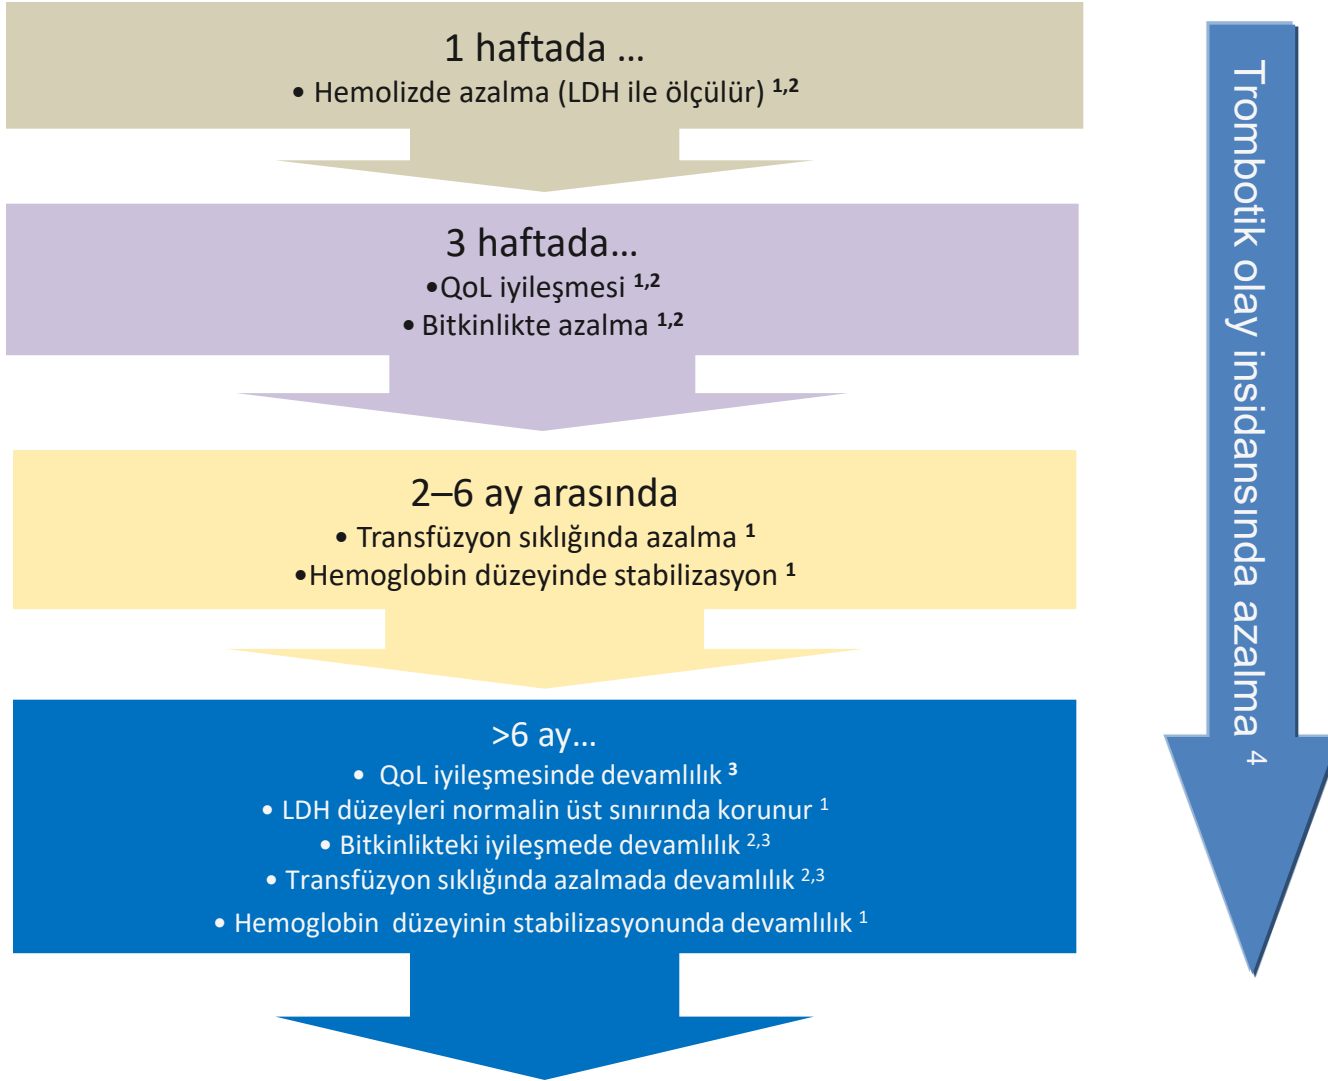 1 haftada ...
• Hemolizde azalma (LDH ile ölçülür) 1,2
3 haftada...
•QoL iyileşmesi 1,2
• Bitkinlikte azalma 1,2
2–6 ay arasında
• Transfüzyon sıklığında azalma 1
•Hemoglobin düzeyinde stabilizasyon 1
>6 ay...
• QoL iyileşmesinde devamlılık 3
• LDH düzeyleri normalin üst sınırında korunur 1
• Bitkinlikteki iyileşmede devamlılık 2,3
• Transfüzyon sıklığında azalmada devamlılık 2,3
• Hemoglobin düzeyinin stabilizasyonunda devamlılık 1
Trombotik olay insidansında azalma 4